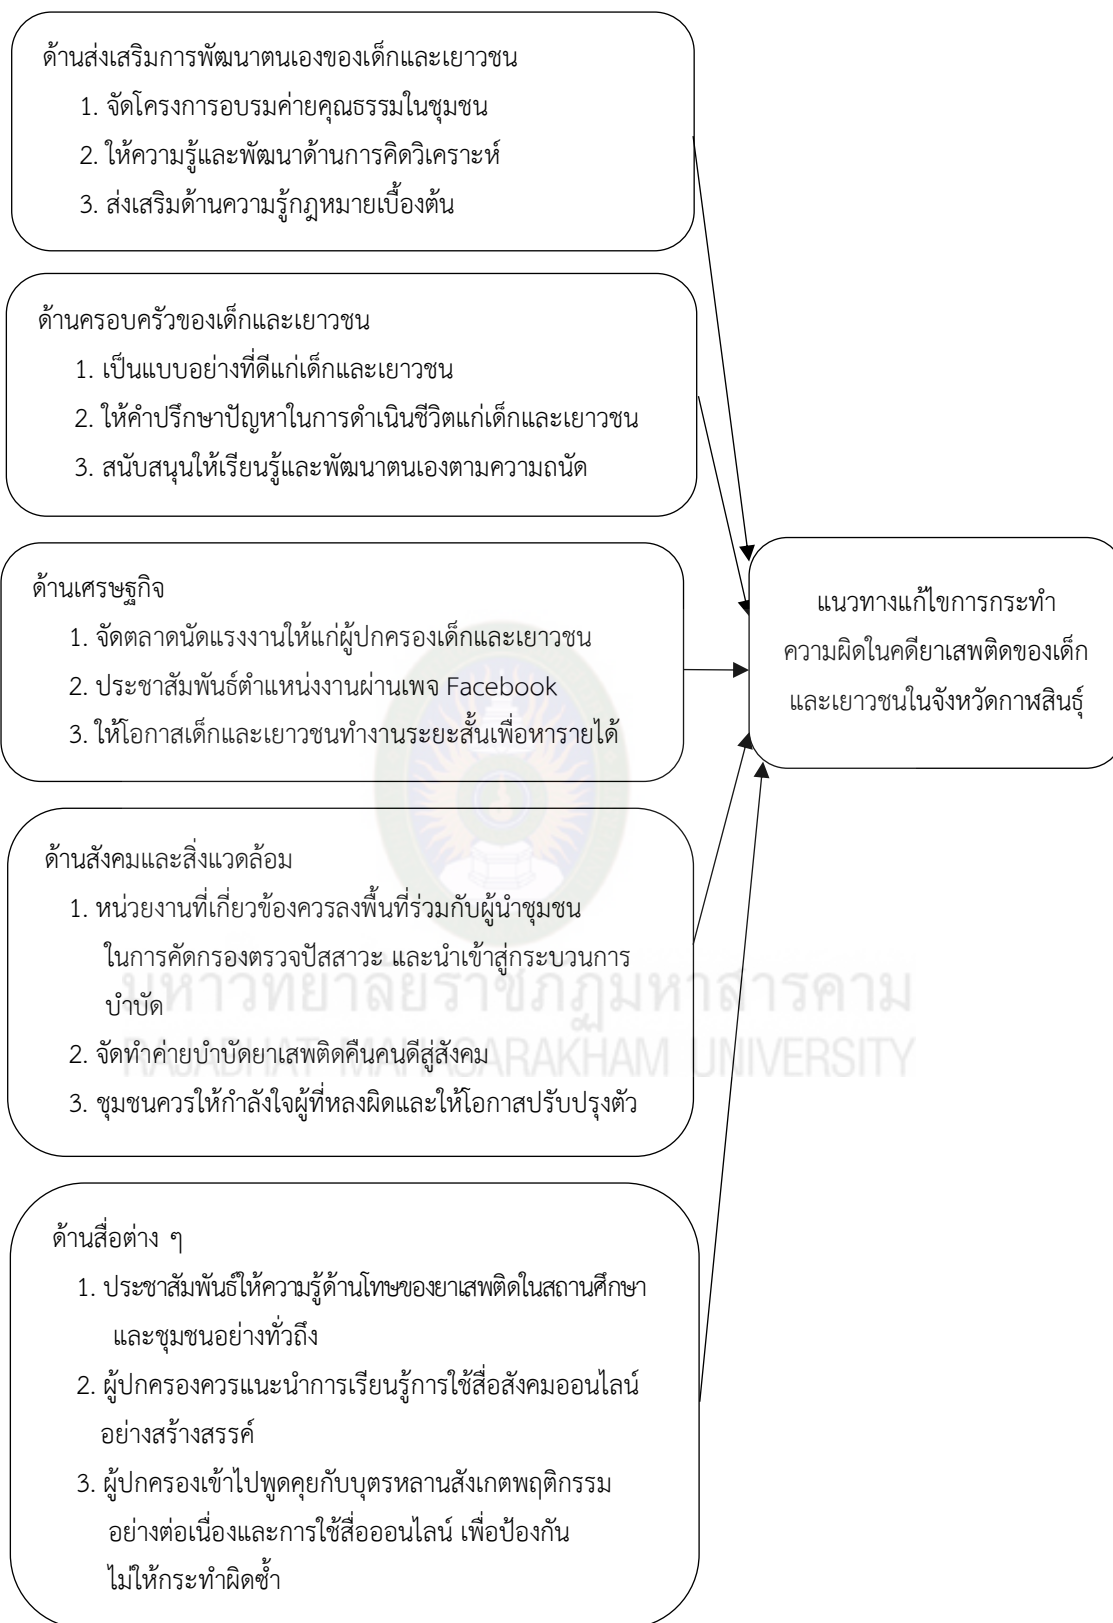 ด้านส่งเสริมการพัฒนาตนเองของเด็กและเยาวชน
1. จัดโครงการอบรมค่ายคุณธรรมในชุมชน
2. ให้ความรู้และพัฒนาด้านการคิดวิเคราะห์
3. ส่งเสริมด้านความรู้กฎหมายเบื้องต้น
ด้านครอบครัวของเด็กและเยาวชน
1. เป็นแบบอย่างที่ดีแก่เด็กและเยาวชน
2. ให้คำปรึกษาปัญหาในการดำเนินชีวิตแก่เด็กและเยาวชน
3. สนับสนุนให้เรียนรู้และพัฒนาตนเองตามความถนัด
ด้านเศรษฐกิจ
1. จัดตลาดนัดแรงงานให้แก่ผู้ปกครองเด็กและเยาวชน
2. ประชาสัมพันธ์ตำแหน่งงานผ่านเพจ Facebook
3. ให้โอกาสเด็กและเยาวชนทำงานระยะสั้นเพื่อหารายได้
แนวทางแก้ไขการกระทำ
ความผิดในคดียาเสพติดของเด็ก
และเยาวชนในจังหวัดกาฬสินธุ์
ด้านสังคมและสิ่งแวดล้อม
1. หน่วยงานที่เกี่ยวข้องควรลงพื้นที่ร่วมกับผู้นำชุมชน
ในการคัดกรองตรวจปัสสาวะ และนำเข้าสู่กระบวนการ
บำบัด
2. จัดทำค่ายบำบัดยาเสพติดคืนคนดีสู่สังคม
3. ชุมชนควรให้กำลังใจผู้ที่หลงผิดและให้โอกาสปรับปรุงตัว
มหาวิทยาลัยราชภัฏมหาสารคาม
RAJABHAT MAHASARAKHAM UNIVERSITY
ด้านสื่อต่าง ๆ
1. ประชาสัมพันธ์ให้ความรู้ด้านโทษของยาเสพติดในสถานศึกษา
และชุมชนอย่างทั่วถึง
2. ผู้ปกครองควรแนะนำการเรียนรู้การใช้สื่อสังคมออนไลน์
อย่างสร้างสรรค์
3. ผู้ปกครองเข้าไปพูดคุยกับบุตรหลานสังเกตพฤติกรรม
อย่างต่อเนื่องและการใช้สื่อออนไลน์ เพื่อป้องกัน
ไม่ให้กระทำผิดซ้ำ